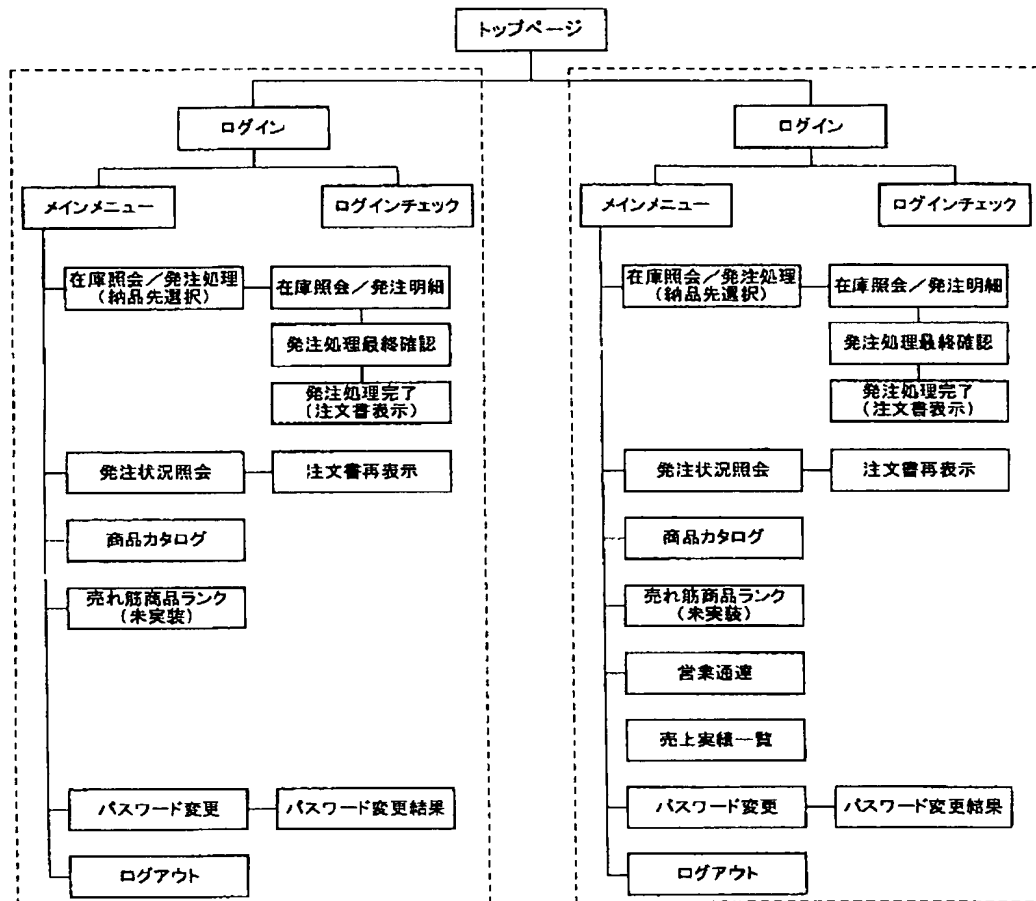 トップページ
ログイン
メインメニュー
ログインチェック
在庫照会／発注処理
(納品先選択)
在庫照会／発注明細
発注処理最終確認
発注処理完了
(注文書表示)
発注状況照会
注文書再表示
商品カタログ
売れ筋商品ランク
(未実装)
パスワード変更
パスワード変更結果
ログアウト
ログイン
メインメニュー
ログインチェック
在庫照会／発注処理
(納品先選択)
在庫照会／発注明細
発注処理最終確認
発注処理完了
(注文書表示)
発注状況照会
注文書再表示
商品カタログ
売れ筋商品ランク
(未実装)
営業通達
売上実績一覧
パスワード変更
パスワード変更結果
ログアウト